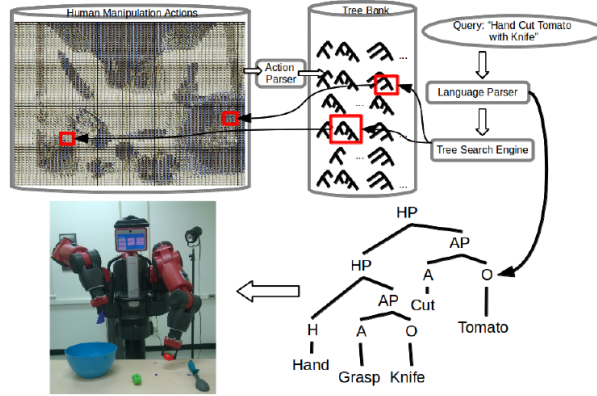 Human Manipulation Actions
Tree Bank
Query: "Hand Cut Tomato
with Knife"
Action
Parser
...
Language Parser
...
...
Tree Search Engine
...
...
HP
AP
HP
A
O
AP
Cut
H
A
O
Tomato
Hand
Grasp
Knife